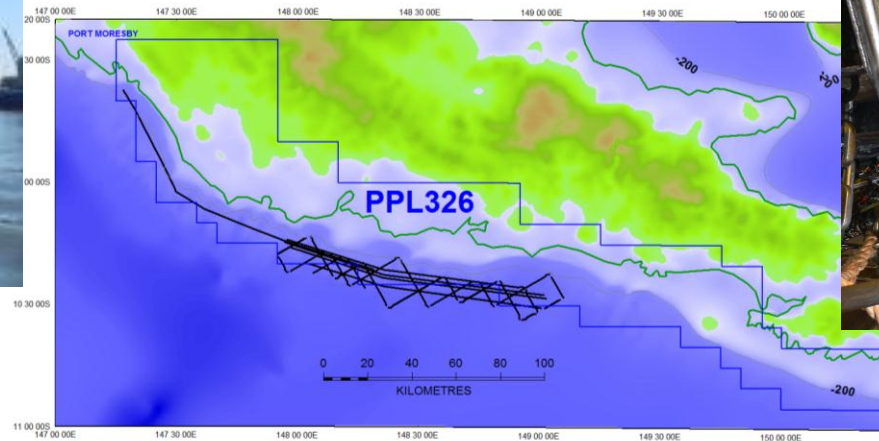 147 00 00E 147 30 00E 148 00 00E 148 30 00E 149 00 00E 149 30 00E 150 00 00E
20 00S
PORT MORESBY
30 00S
-200
00 00S
PPL326
10 30 00S
0 20 40 60 80 100
KILOMETRES
-200
11 00 00S
147 00 00E 147 30 00E 148 00 00E 148 30 00E 149 00 00E 149 30 00E 150 00 00E